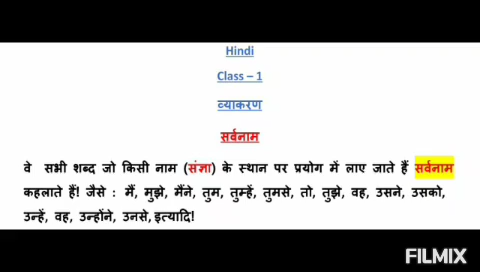 Hindi
Class – 1
व्याकरण
सर्वनाम
वे सभी शब्द जो किसी नाम (संज्ञा) के स्थान पर प्रयोग में लाए जाते हैं सर्वनाम
कहलाते हैं! जैसे : मैं, मुझे, मैंने, तुम, तुम्हें, तुमसे, तो, तुझे, वह, उसने, उसको,
उन्हें, वह, उन्होंने, उनसे,इत्यादि!
FILMIX